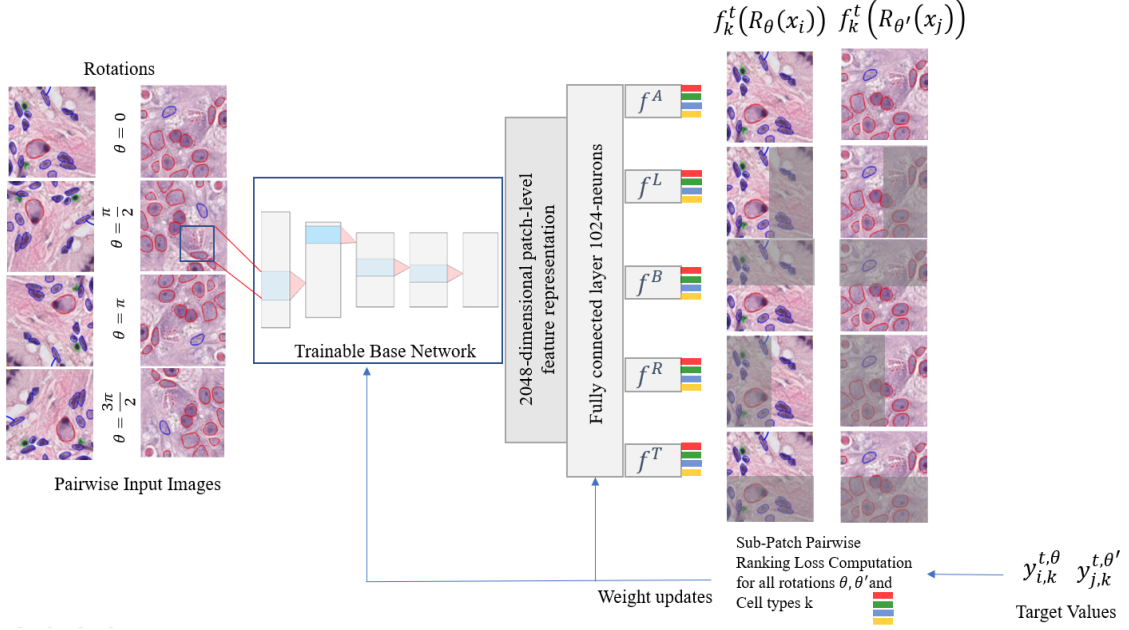 Rotations
θ = 0
θ = π/2
θ = π
θ = 3π/2
Pairwise Input Images
Trainable Base Network
2048-dimensional patch-level
feature representation
Fully connected layer 1024-neurons
f^A
f^L
f^B
f^R
f^T
f_k^t(R_θ(x_i)) f_k^t(R_θ′(x_j))
Sub-Patch Pairwise
Ranking Loss Computation
for all rotations θ, θ′ and
Cell types k
Weight updates
y_{i,k}^{t,θ} y_{j,k}^{t,θ′}
Target Values